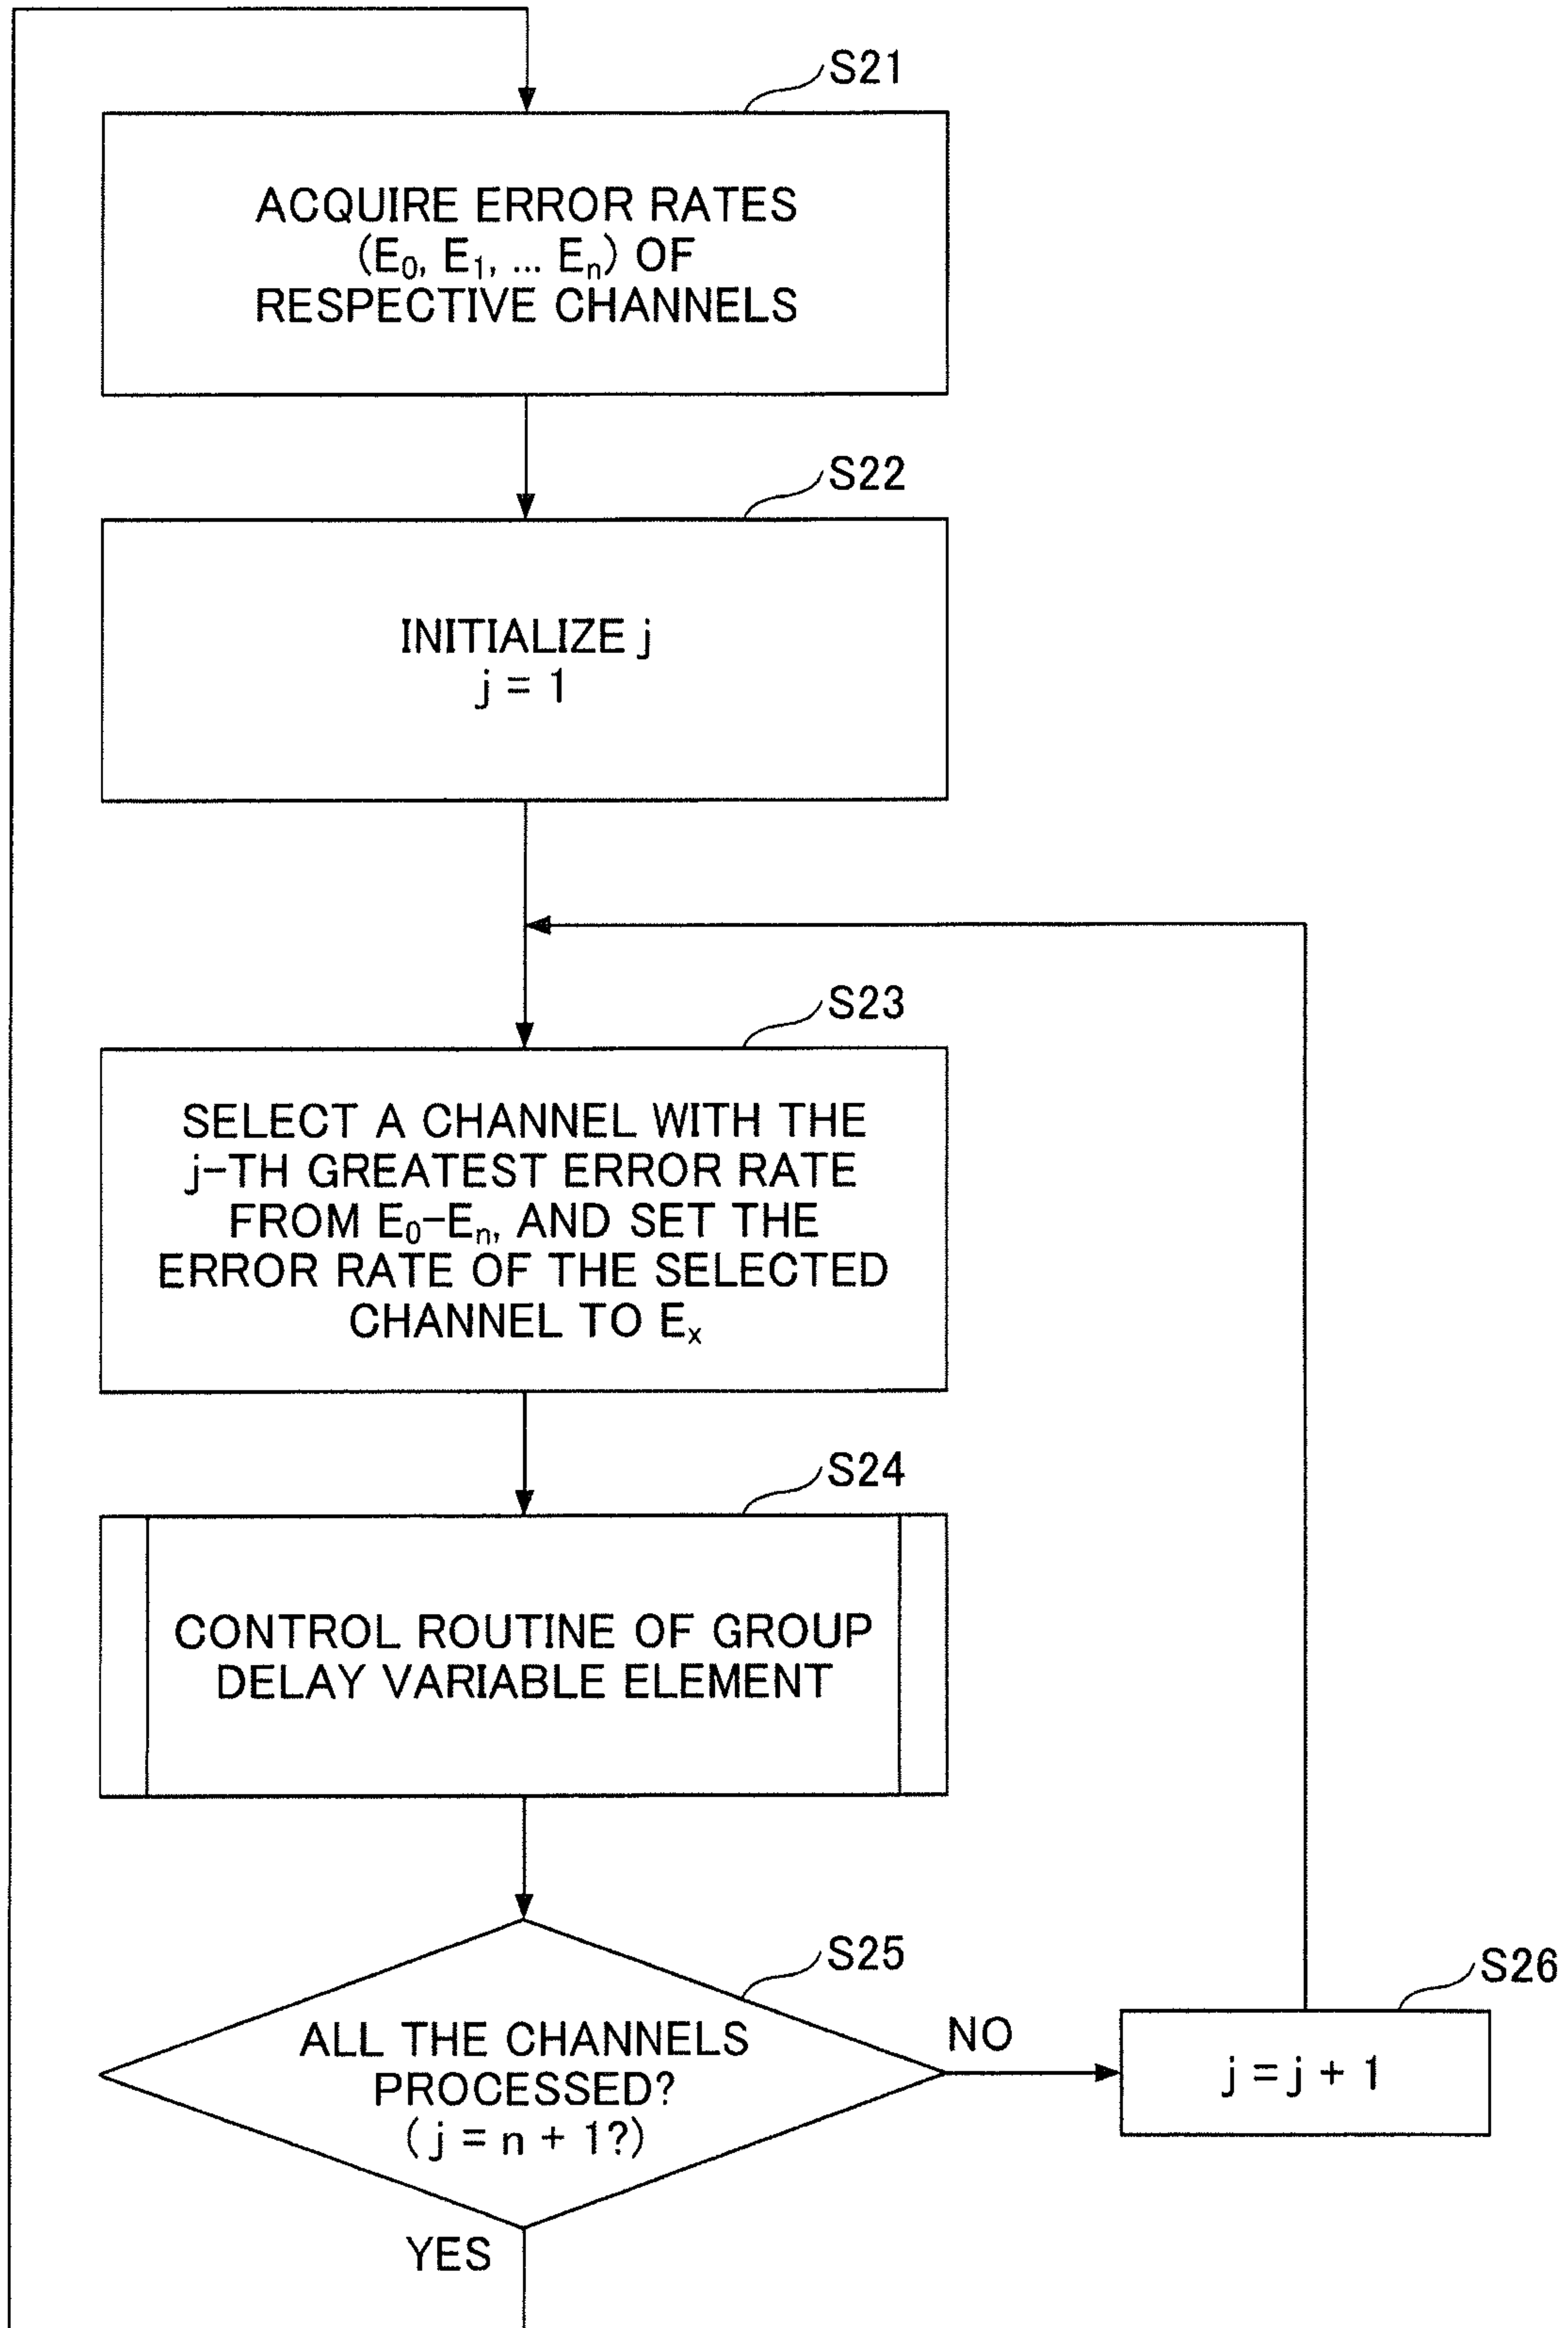 S21
ACQUIRE ERROR RATES
(E₀, E₁, ... Eₙ) OF
RESPECTIVE CHANNELS
S22
INITIALIZE j
j = 1
S23
SELECT A CHANNEL WITH THE
j-TH GREATEST ERROR RATE
FROM E₀-Eₙ, AND SET THE
ERROR RATE OF THE SELECTED
CHANNEL TO Eₓ
S24
CONTROL ROUTINE OF GROUP
DELAY VARIABLE ELEMENT
S25
ALL THE CHANNELS
PROCESSED?
( j = n + 1?)
NO
S26
j = j + 1
YES